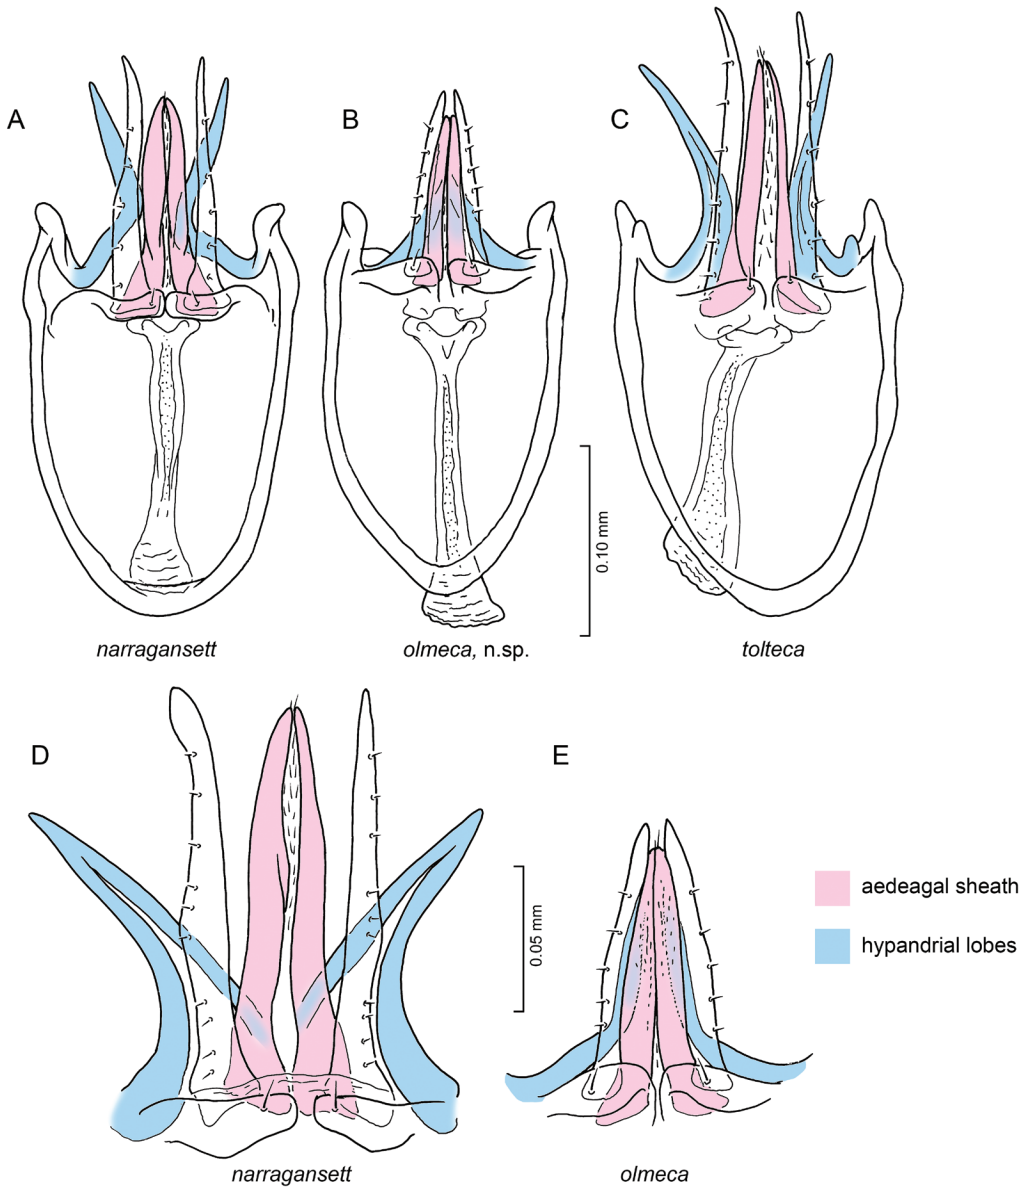 A
B
C
0.10 mm
narragansett
olmeca, n.sp.
tolteca
D
E
0.05 mm
aedeagal sheath
hypandrial lobes
narragansett
olmeca